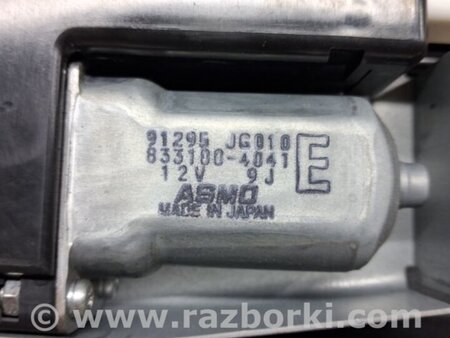 91295 JG010
833100-4041
12V 9J
E
ASMO
MADE IN JAPAN
www.razborki.com